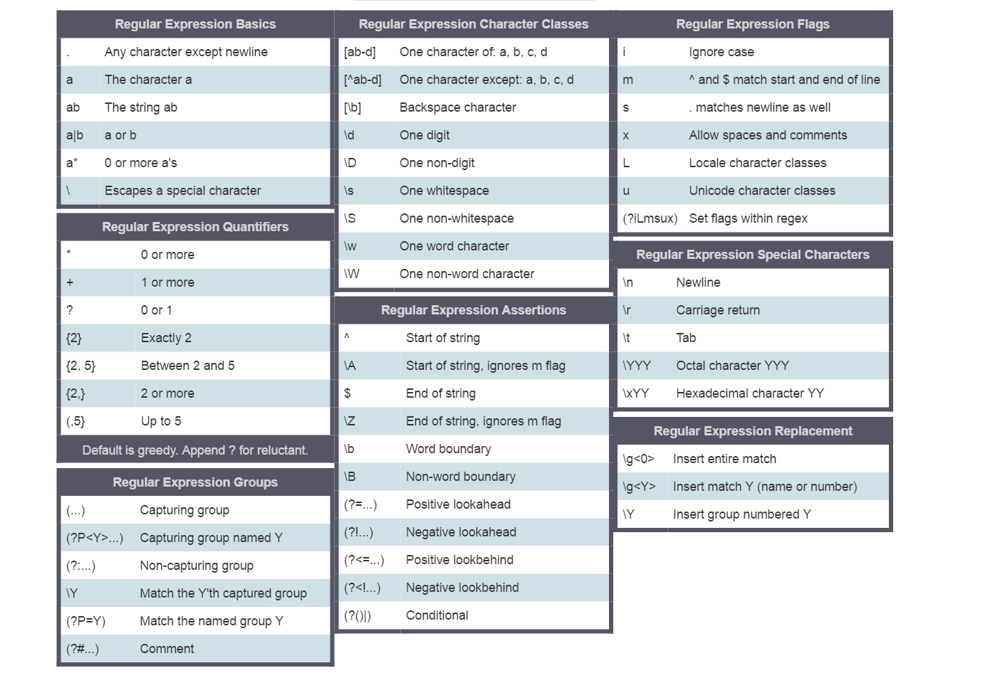 Regular Expression Basics
. Any character except newline
a The character a
ab The string ab
a|b a or b
a* 0 or more a's
\ Escapes a special character
Regular Expression Quantifiers
* 0 or more
+ 1 or more
? 0 or 1
{2} Exactly 2
{2, 5} Between 2 and 5
{2,} 2 or more
(,5} Up to 5
Default is greedy. Append ? for reluctant.
Regular Expression Groups
(...) Capturing group
(?P<Y>...) Capturing group named Y
(?:...) Non-capturing group
\Y Match the Y'th captured group
(?P=Y) Match the named group Y
(?#...) Comment
Regular Expression Character Classes
[ab-d] One character of: a, b, c, d
[^ab-d] One character except: a, b, c, d
[\b] Backspace character
\d One digit
\D One non-digit
\s One whitespace
\S One non-whitespace
\w One word character
\W One non-word character
Regular Expression Assertions
^ Start of string
\A Start of string, ignores m flag
$ End of string
\Z End of string, ignores m flag
\b Word boundary
\B Non-word boundary
(?=...) Positive lookahead
(?!...) Negative lookahead
(?<=...) Positive lookbehind
(?<!...) Negative lookbehind
(?()|) Conditional
Regular Expression Flags
i Ignore case
m ^ and $ match start and end of line
s . matches newline as well
x Allow spaces and comments
L Locale character classes
u Unicode character classes
(?iLmsux) Set flags within regex
Regular Expression Special Characters
\n Newline
\r Carriage return
\t Tab
\YYY Octal character YYY
\xYY Hexadecimal character YY
Regular Expression Replacement
\g<0> Insert entire match
\g<Y> Insert match Y (name or number)
\Y Insert group numbered Y